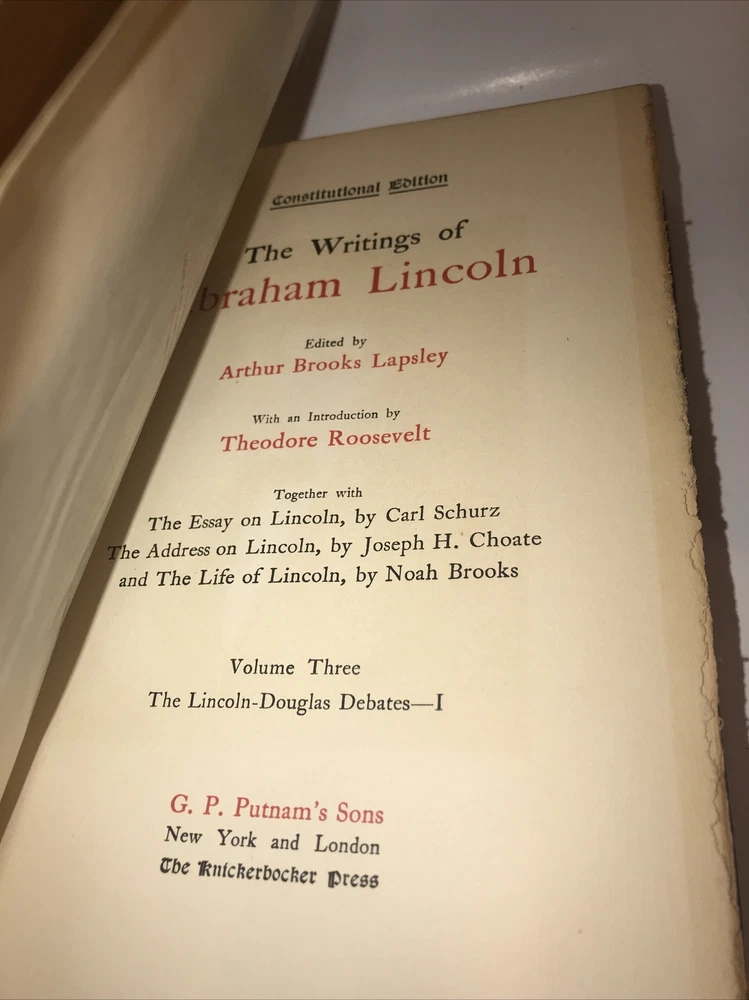 Constitutional Edition
The Writings of
braham Lincoln
Edited by
Arthur Brooks Lapsley
With an Introduction by
Theodore Roosevelt
Together with
The Essay on Lincoln, by Carl Schurz
The Address on Lincoln, by Joseph H. Choate
and The Life of Lincoln, by Noah Brooks
Volume Three
The Lincoln-Douglas Debates—I
G. P. Putnam's Sons
New York and London
The Knickerbocker Press